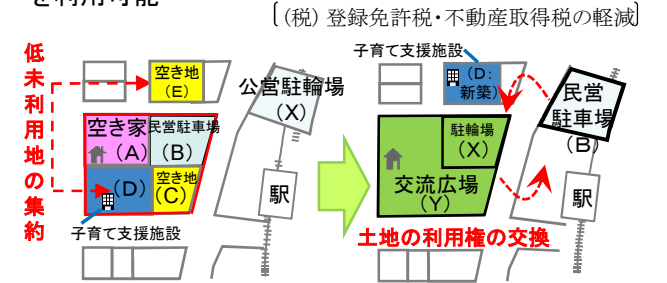 を利用可能
(税)登録免許税・不動産取得税の軽減
低未利用地の集約
空き地
(E)
公営駐輪場
(X)
空き家
(A)
民営駐車場
(B)
(D)
空き地
(C)
駅
子育て支援施設
子育て支援施設
(D:
新築)
民営
駐車場
(B)
駐輪場
(X)
交流広場
(Y)
駅
土地の利用権の交換